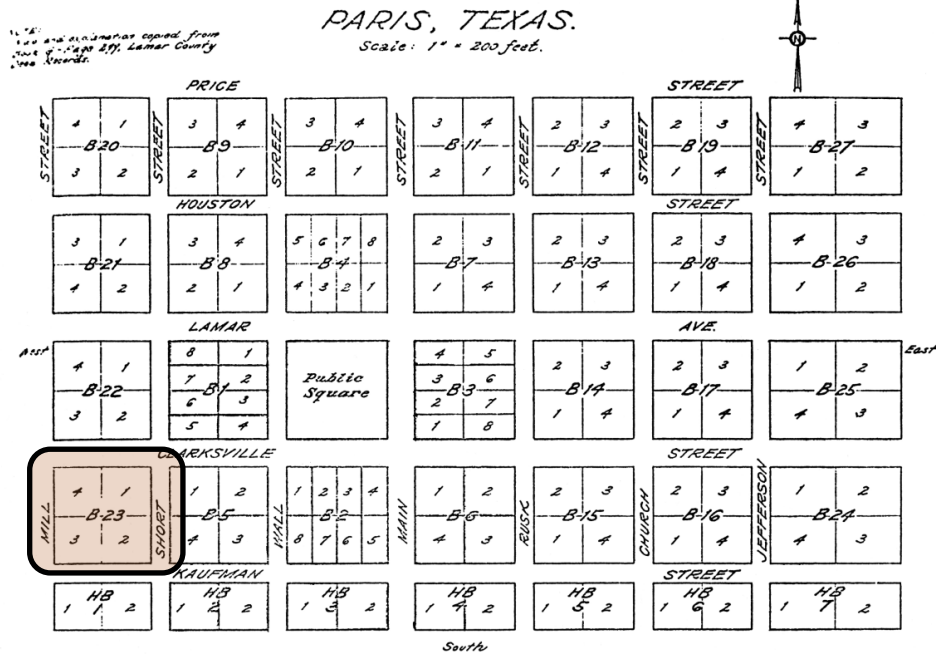 PARIS, TEXAS.
Scale: 1" = 200 feet.
and explanation copied from
Page 297, Lamar County
Records.
N
PRICE STREET
STREET STREET STREET STREET STREET STREET STREET
4 1 3 4 3 4 3 4 2 3 2 3 4 3
B-20 B-9 B-10 B-11 B-12 B-19 B-27
3 2 2 1 2 1 2 1 1 4 1 4 1 2
HOUSTON STREET
3 1 3 4 5 6 7 8 2 3 2 3 2 3 4 3
B-21 B-8 B-4 B-7 B-13 B-18 B-26
4 2 2 1 4 3 2 1 1 4 1 4 1 4 1 2
LAMAR AVE.
West East
8 1 4 5
4 1 7 2 Public 3 6 2 3 2 3 1 2
B-22 B-1 Square B-3 B-14 B-17 B-25
3 2 6 3 2 7 1 4 1 4 4 3
5 4 1 8
CLARKSVILLE STREET
4 1 1 2 1 2 3 4 1 2 2 3 2 3 1 2
MILL B-23 SHORT B-5 WALL B-2 MAIN B-6 RUSK B-15 CHURCH B-16 JEFFERSON B-24
3 2 4 3 8 7 6 5 4 3 1 4 1 4 4 3
KAUFMAN STREET
HB HB HB HB HB HB HB
1 1 2 1 2 2 1 3 2 1 4 2 1 5 2 1 6 2 1 7 2
South